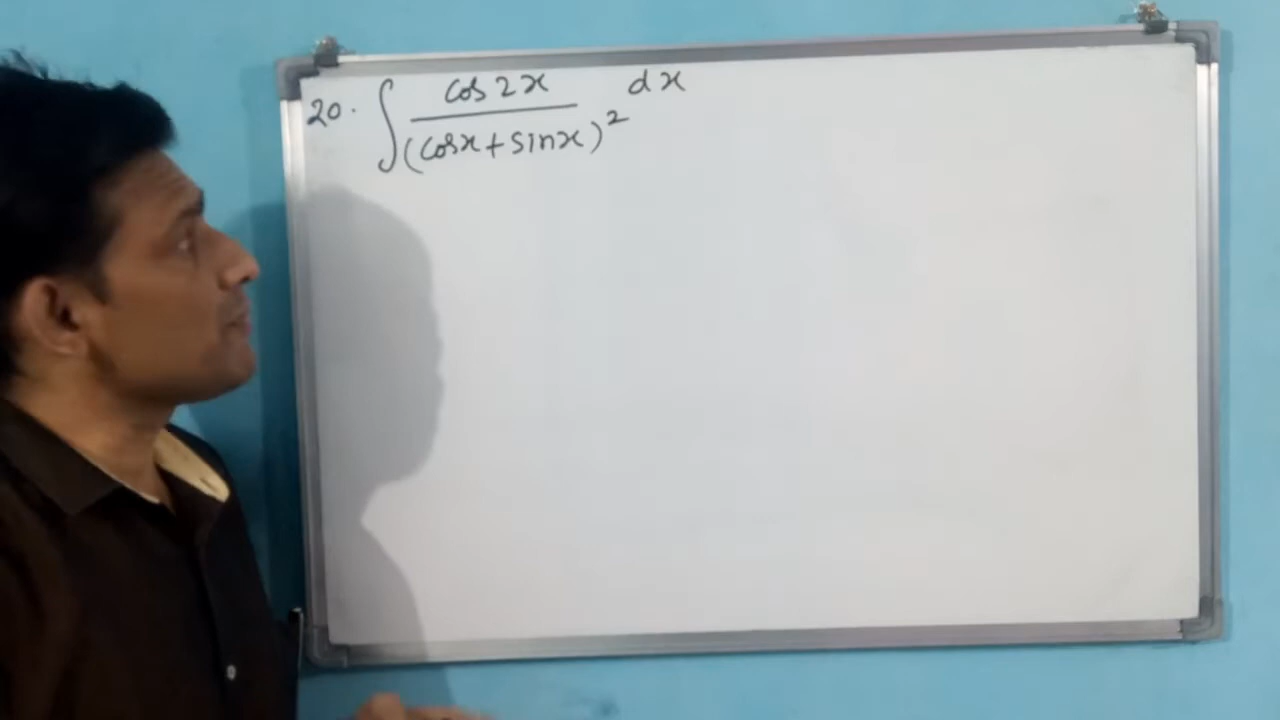 20. ∫ cos 2x / (cosx + sinx)² dx